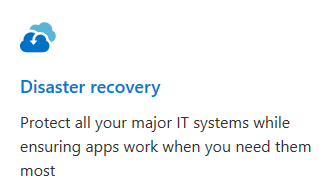 Disaster recovery
Protect all your major IT systems while
ensuring apps work when you need them
most